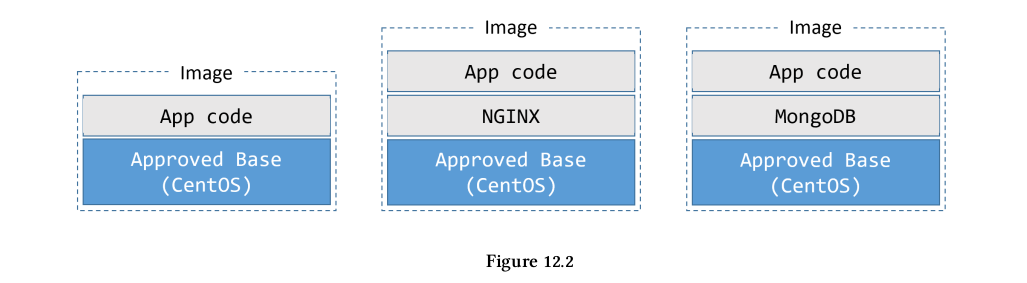 Image
App code
Approved Base
(CentOS)
Image
App code
NGINX
Approved Base
(CentOS)
Image
App code
MongoDB
Approved Base
(CentOS)
Figure 12.2